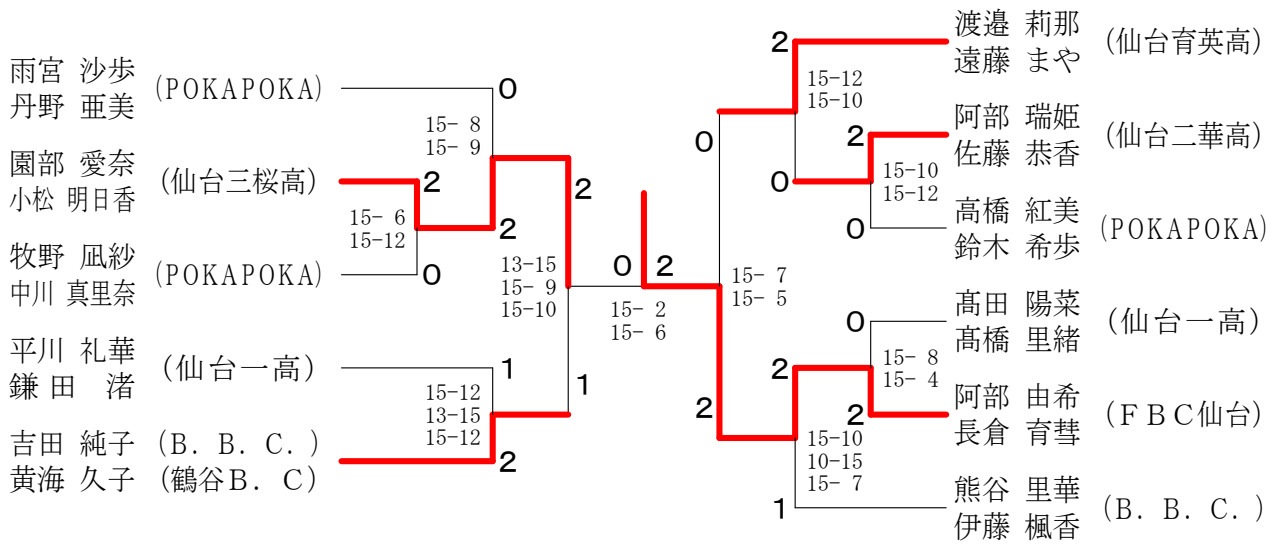 雨宮 沙歩
丹野 亜美
(POKAPOKA)
0
15- 8
15- 9
園部 愛奈
小松 明日香
(仙台三桜高)
2
2
15- 6
15-12
牧野 凪紗
中川 真里奈
(POKAPOKA)
0
2
13-15
15- 9
15-10
平川 礼華
鎌田 渚
(仙台一高)
1
15-12
13-15
15-12
1
吉田 純子 (B. B. C. )
黄海 久子 (鶴谷B. C)
2
0 2
15- 2
15- 6
渡邉 莉那
遠藤 まや
(仙台育英高)
2
15-12
15-10
0
阿部 瑞姫
佐藤 恭香
(仙台二華高)
2
15-10
15-12
0
高橋 紅美
鈴木 希歩
(POKAPOKA)
0
15- 7
15- 5
髙田 陽菜
髙橋 里緒
(仙台一高)
0
15- 8
15- 4
2
2
阿部 由希
長倉 育彗
(FBC仙台)
2
15-10
10-15
15- 7
熊谷 里華
伊藤 楓香
(B. B. C. )
1